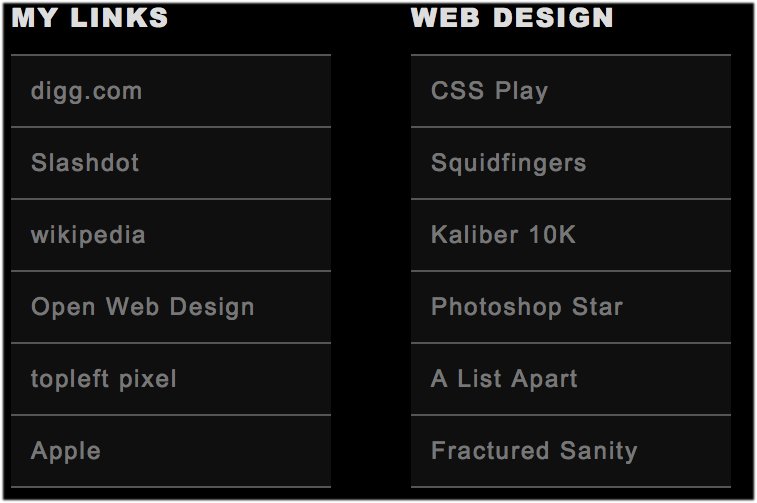 MY LINKS
digg.com
Slashdot
wikipedia
Open Web Design
topleft pixel
Apple
WEB DESIGN
CSS Play
Squidfingers
Kaliber 10K
Photoshop Star
A List Apart
Fractured Sanity